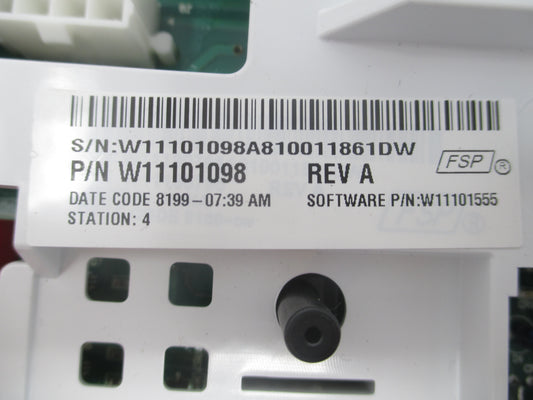 S/N:W11101098A810011861DW
P/N W11101098 REV A FSP ®
DATE CODE 8199-07:39 AM SOFTWARE P/N:W11101555
STATION: 4